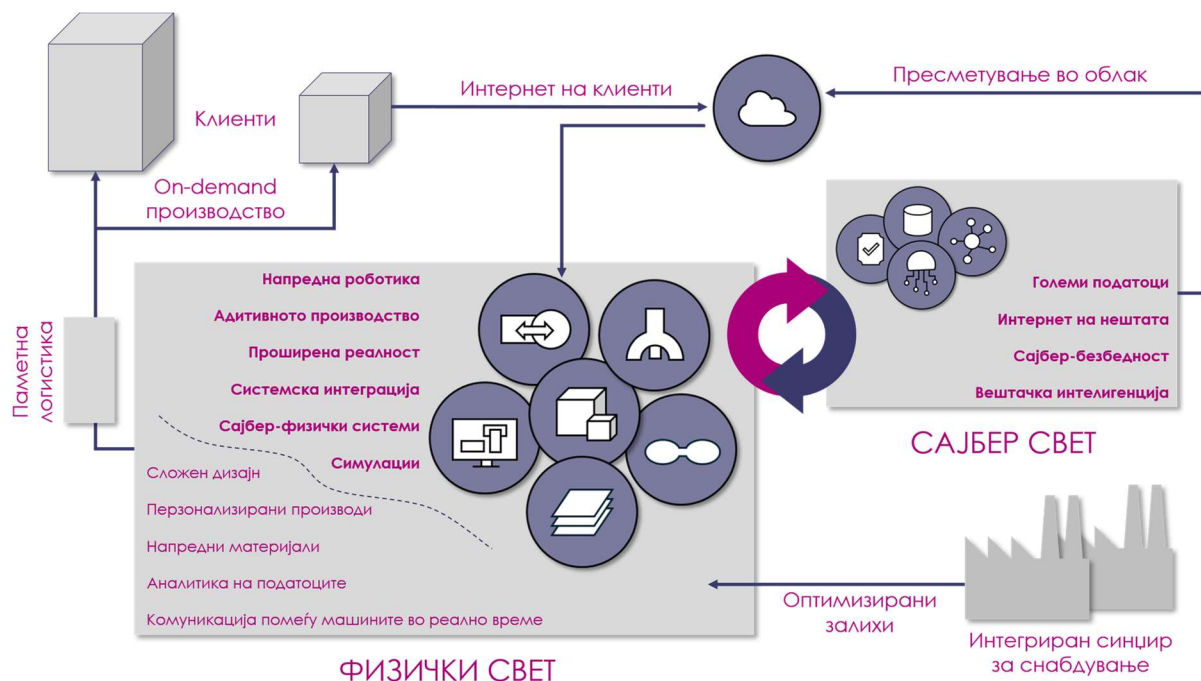 Клиенти
Интернет на клиенти
Пресметување во облак
On-demand
производство
Паметна
логистика
Напредна роботика
Адитивното производство
Проширена реалност
Системска интеграција
Сајбер-физички системи
Симулации
Сложен дизајн
Перзонализирани производи
Напредни материјали
Аналитика на податоците
Комуникација помеѓу машините во реално време
ФИЗИЧКИ СВЕТ
Големи податоци
Интернет на нештата
Сајбер-безбедност
Вештачка интелигенција
САЈБЕР СВЕТ
Оптимизирани
залихи
Интегриран синџир
за снабдување